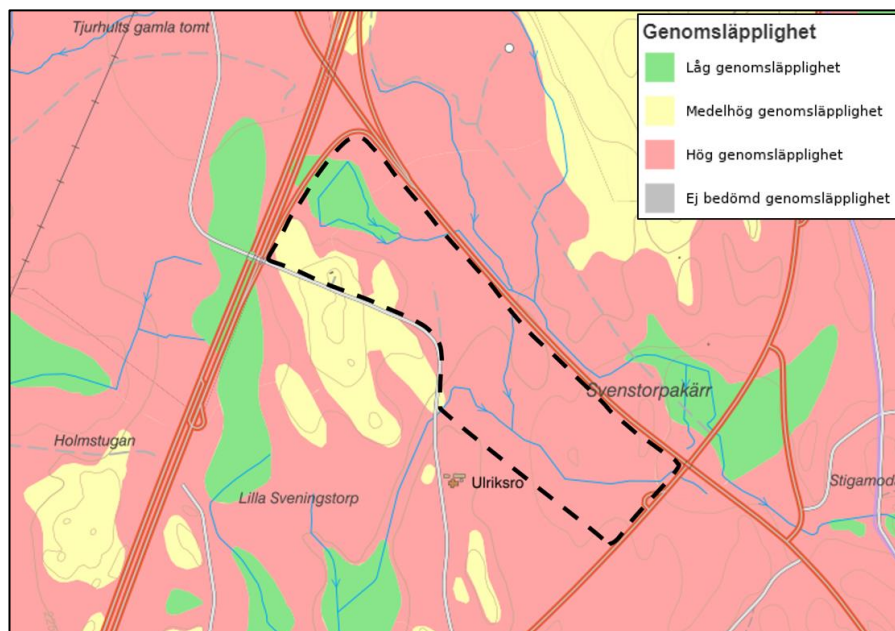 Tjurhults gamla tomt
Genomsläpplighet
Låg genomsläpplighet
Medelhög genomsläpplighet
Hög genomsläpplighet
Ej bedömd genomsläpplighet
Svenstorpakärr
Holmstugan
Ulriksro
Stigamod
Lilla Sveningstorp